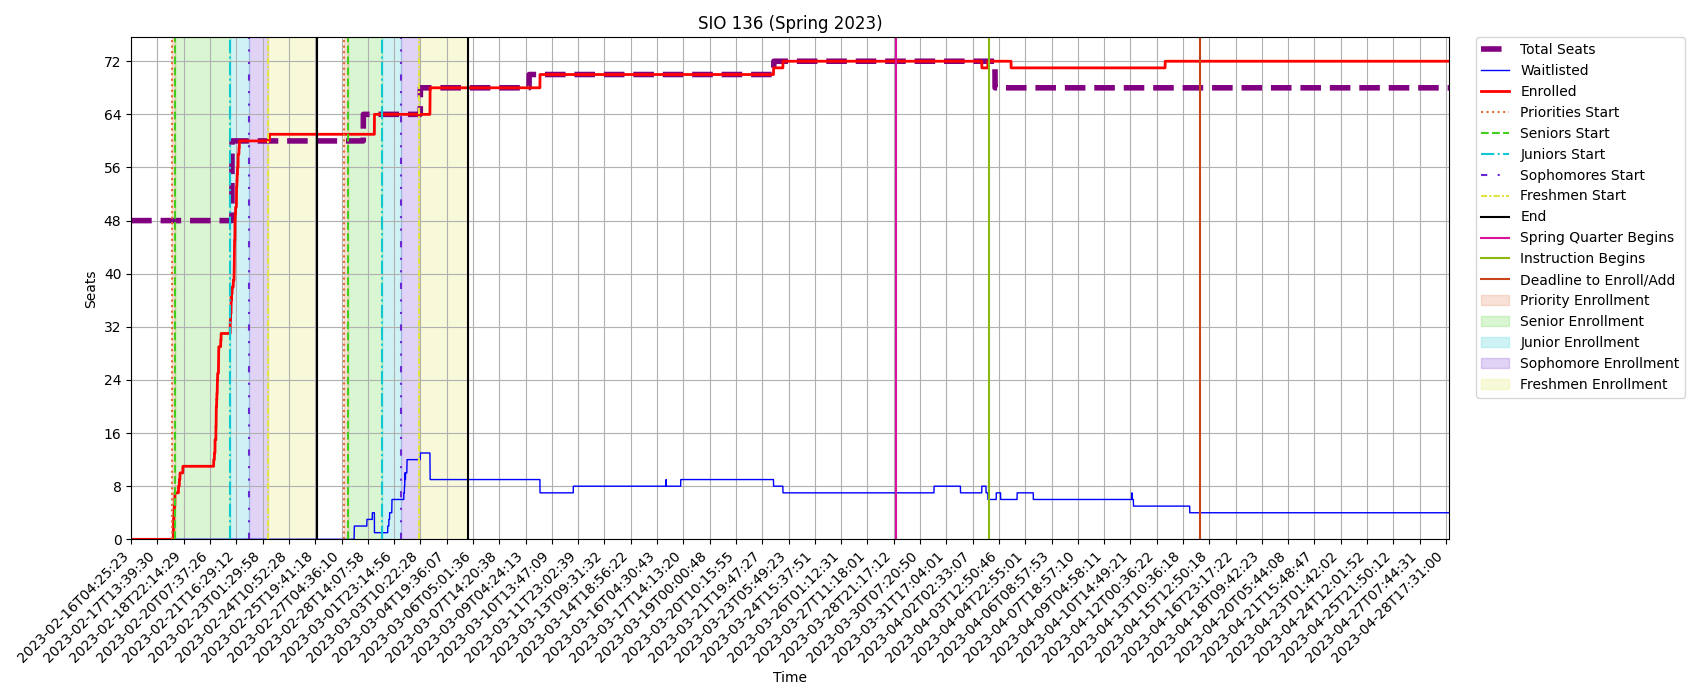 SIO 136 (Spring 2023)
Total Seats
Waitlisted
Enrolled
Priorities Start
Seniors Start
Juniors Start
Sophomores Start
Freshmen Start
End
Spring Quarter Begins
Instruction Begins
Deadline to Enroll/Add
Priority Enrollment
Senior Enrollment
Junior Enrollment
Sophomore Enrollment
Freshmen Enrollment
Seats
72
64
56
48
40
32
24
16
8
0
2023-02-16T04:25:23
2023-02-17T13:39:30
2023-02-18T22:14:29
2023-02-20T07:37:26
2023-02-21T16:29:12
2023-02-23T01:29:58
2023-02-24T10:52:28
2023-02-25T19:41:18
2023-02-27T04:36:10
2023-02-28T14:07:58
2023-03-01T23:14:56
2023-03-03T10:22:28
2023-03-04T19:36:07
2023-03-06T05:01:36
2023-03-07T14:20:38
2023-03-09T04:24:13
2023-03-10T13:47:09
2023-03-11T23:02:39
2023-03-13T09:31:32
2023-03-14T18:56:22
2023-03-16T04:30:43
2023-03-17T14:13:20
2023-03-19T00:00:48
2023-03-20T10:15:55
2023-03-21T19:47:27
2023-03-23T05:49:23
2023-03-24T15:37:51
2023-03-26T01:12:31
2023-03-27T11:18:01
2023-03-28T21:17:12
2023-03-30T07:20:50
2023-03-31T17:04:01
2023-04-02T02:33:07
2023-04-03T12:50:46
2023-04-04T22:55:01
2023-04-06T08:57:53
2023-04-07T18:57:10
2023-04-09T04:58:11
2023-04-10T14:49:21
2023-04-12T00:36:22
2023-04-13T10:36:18
2023-04-15T12:50:18
2023-04-16T23:17:22
2023-04-18T09:42:23
2023-04-20T05:44:08
2023-04-21T15:48:47
2023-04-23T01:42:02
2023-04-24T12:01:52
2023-04-25T21:50:12
2023-04-27T07:44:31
2023-04-28T17:31:00
Time